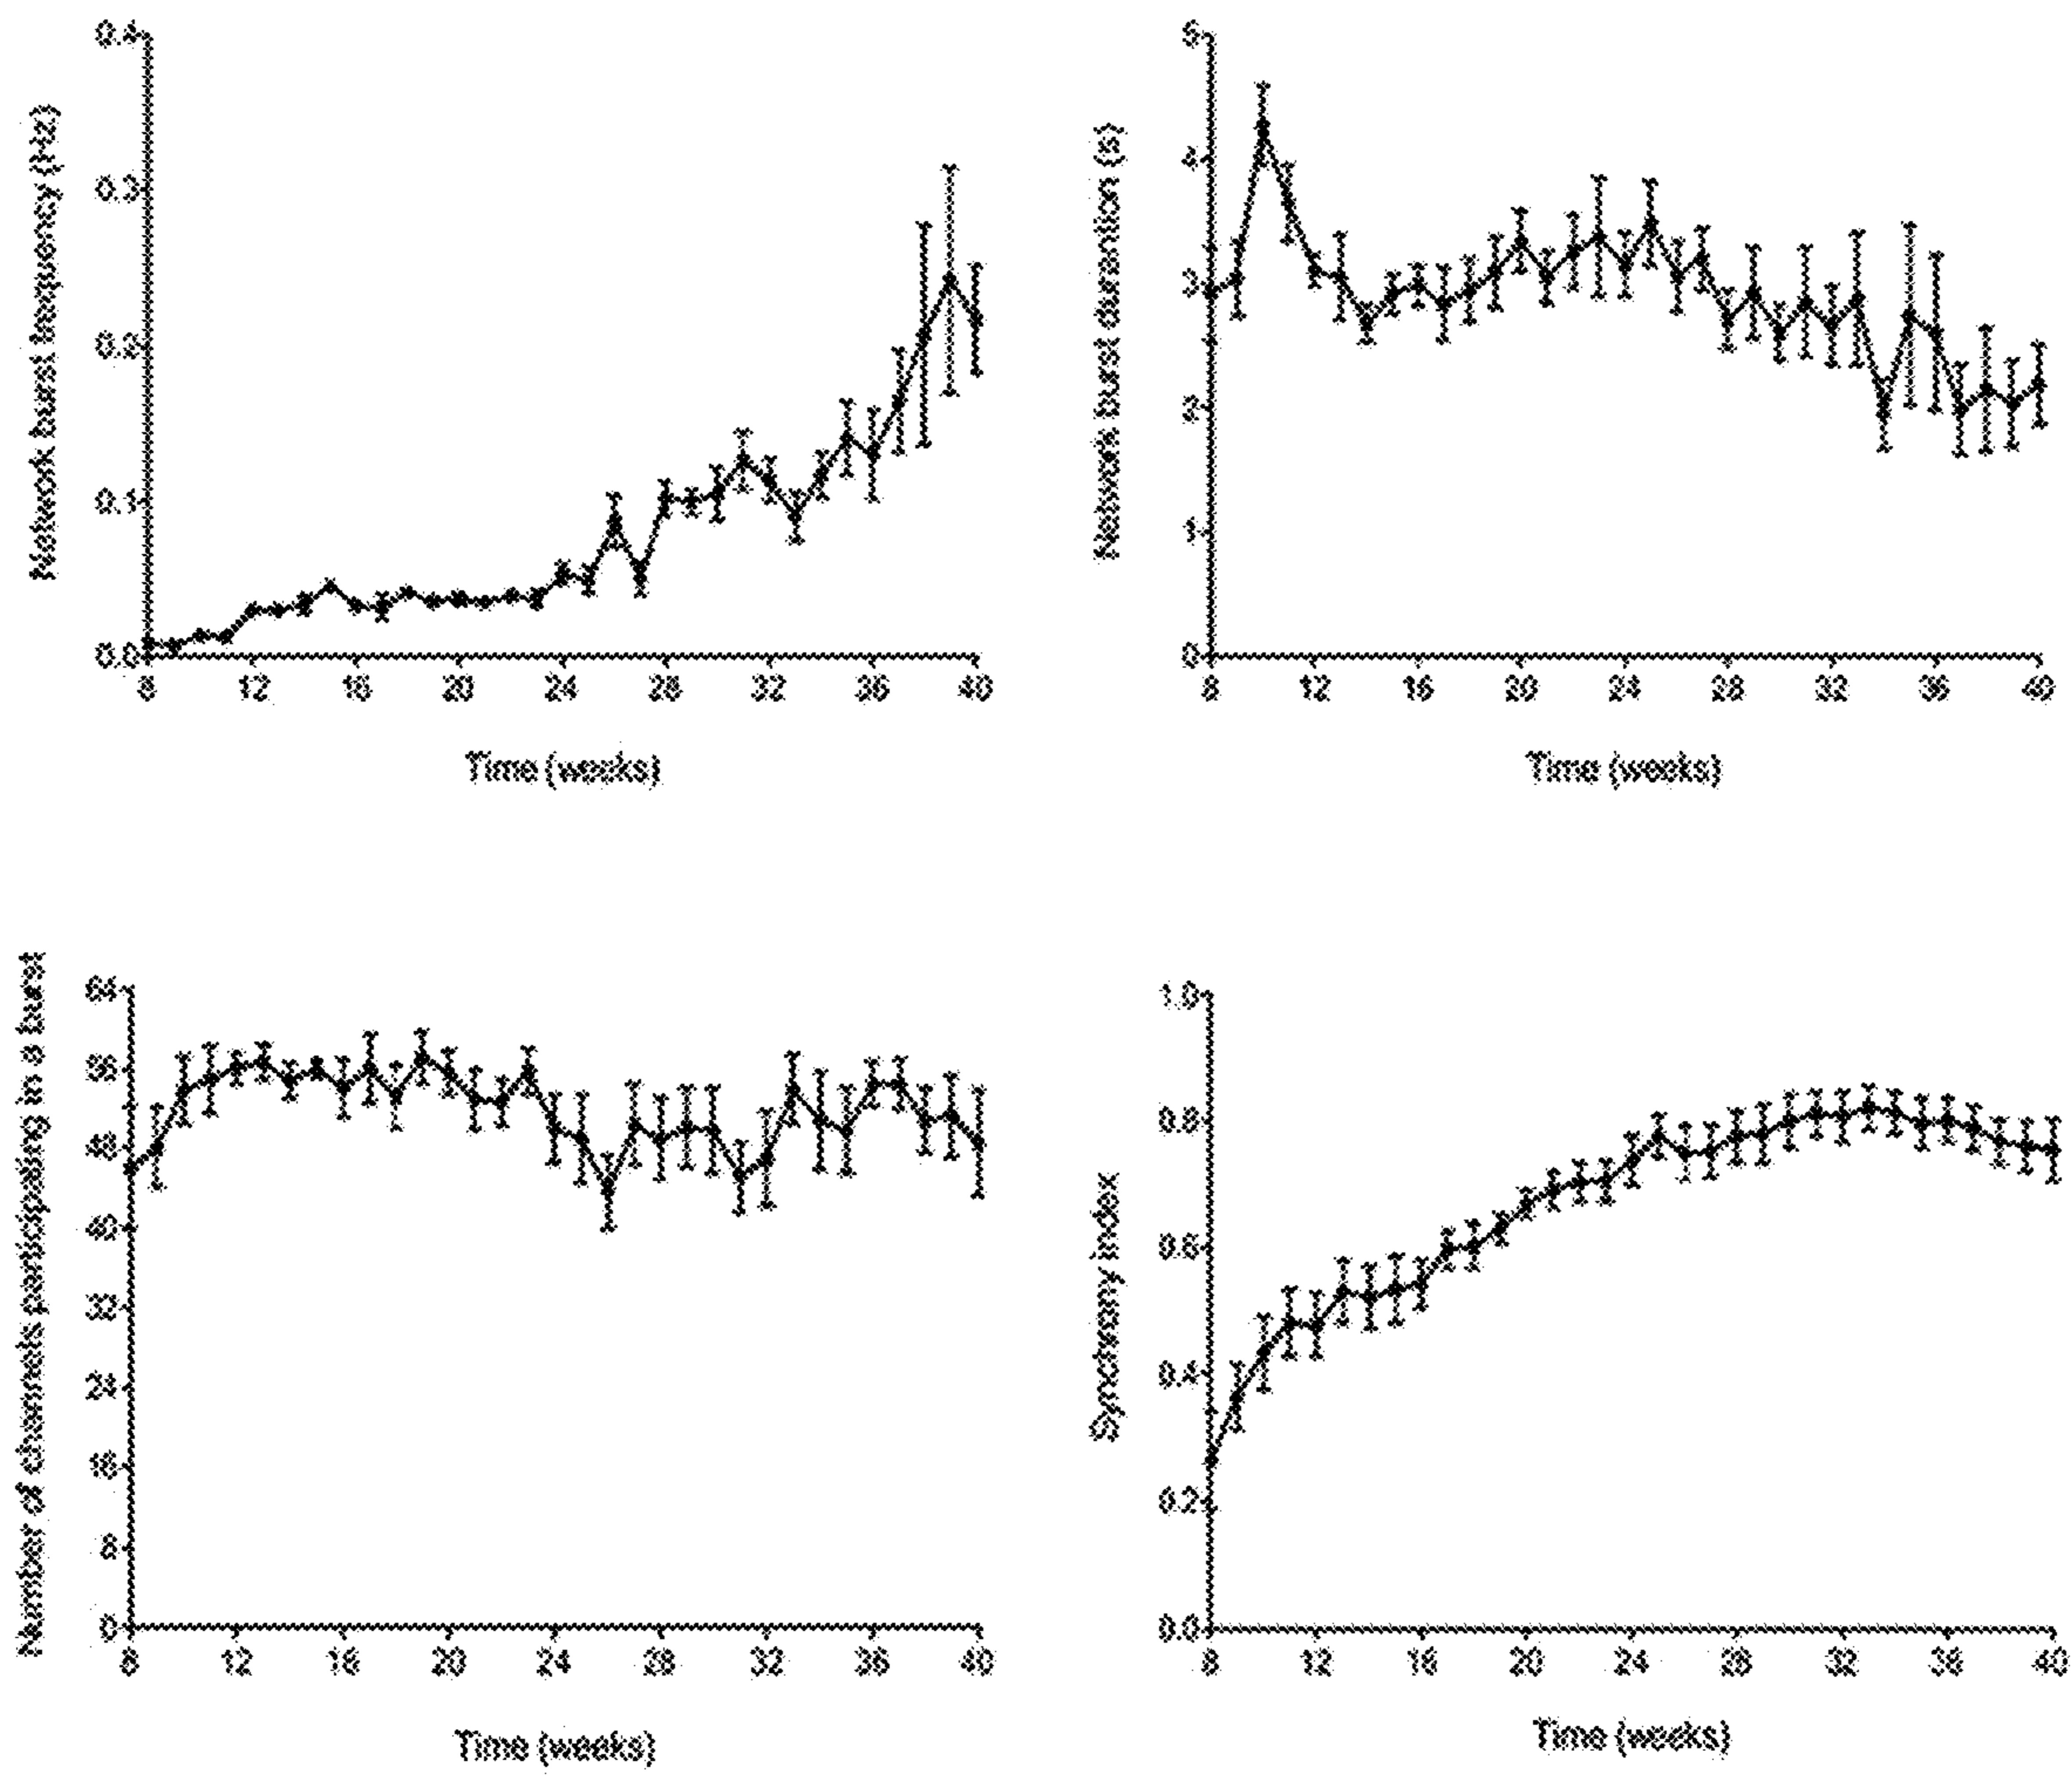 Network burst frequency (Hz)
0.4
0.3
0.2
0.1
0.0
8 12 16 20 24 28 32 36 40
Time (weeks)
Network burst durantion (s)
5
4
3
2
1
0
8 12 16 20 24 28 32 36 40
Time (weeks)
Number of channels participating in a burst
64
56
48
40
32
24
16
8
0
8 12 16 20 24 28 32 36 40
Time (weeks)
Synchrony index
1.0
0.8
0.6
0.4
0.2
0.0
8 12 16 20 24 28 32 36 40
Time (weeks)